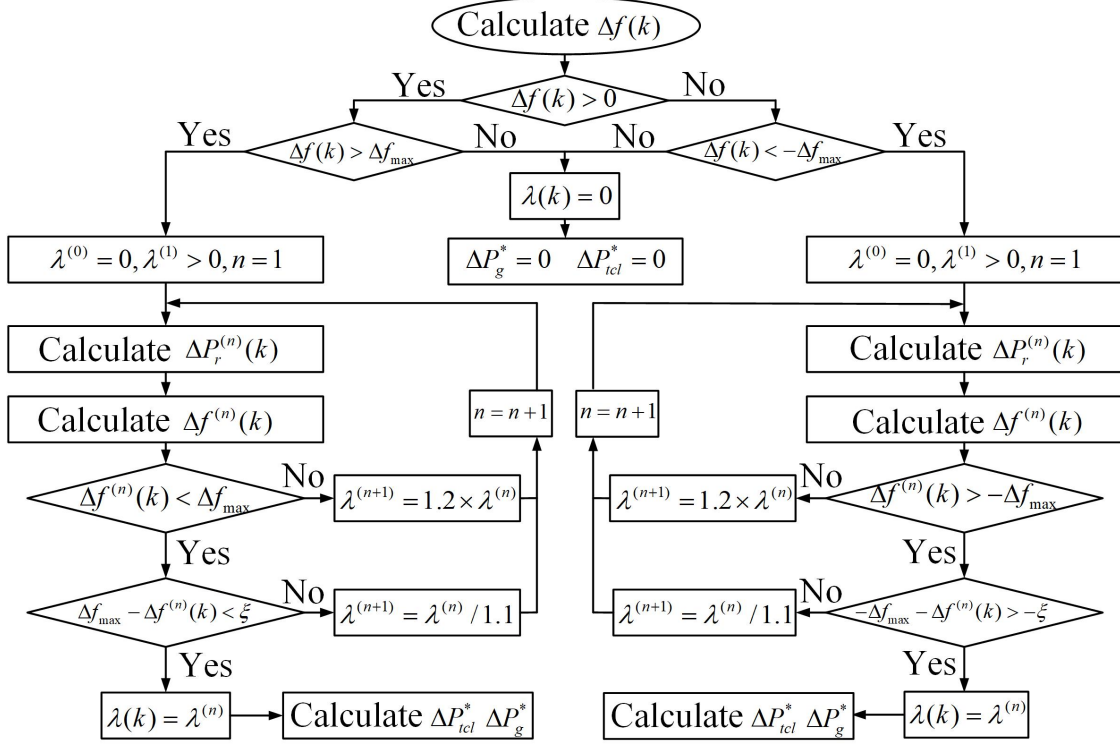 Calculate Δf(k)
Yes Δf(k) > 0 No
Yes Δf(k) > Δf_max No No Δf(k) < −Δf_max Yes
λ(k) = 0
λ^(0) = 0, λ^(1) > 0, n = 1
ΔP_g^* = 0 ΔP_tcl^* = 0
λ^(0) = 0, λ^(1) > 0, n = 1
Calculate ΔP_r^(n)(k)
Calculate ΔP_r^(n)(k)
Calculate Δf^(n)(k)
n = n + 1
n = n + 1
Calculate Δf^(n)(k)
Δf^(n)(k) < Δf_max
No
λ^(n+1) = 1.2 × λ^(n)
λ^(n+1) = 1.2 × λ^(n)
No
Δf^(n)(k) > −Δf_max
Yes
Yes
Δf_max − Δf^(n)(k) < ξ
No
λ^(n+1) = λ^(n) / 1.1
λ^(n+1) = λ^(n) / 1.1
No
−Δf_max − Δf^(n)(k) > −ξ
Yes
Yes
λ(k) = λ^(n)
Calculate ΔP_tcl^* ΔP_g^*
Calculate ΔP_tcl^* ΔP_g^*
λ(k) = λ^(n)